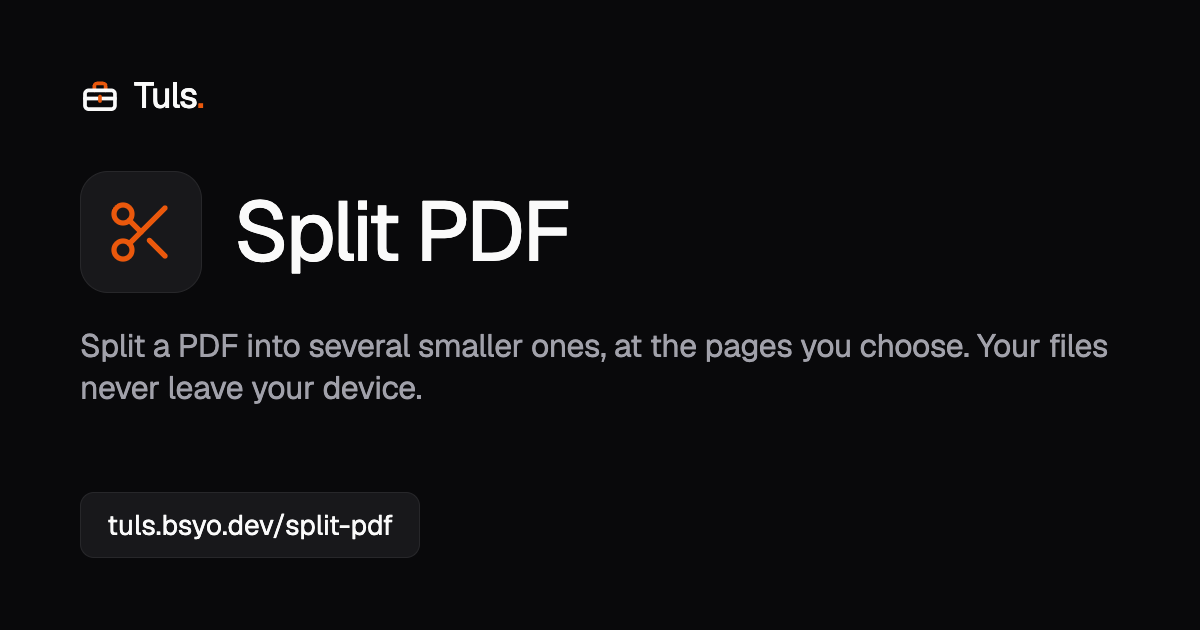 Tuls.
Split PDF
Split a PDF into several smaller ones, at the pages you choose. Your files
never leave your device.
tuls.bsyo.dev/split-pdf